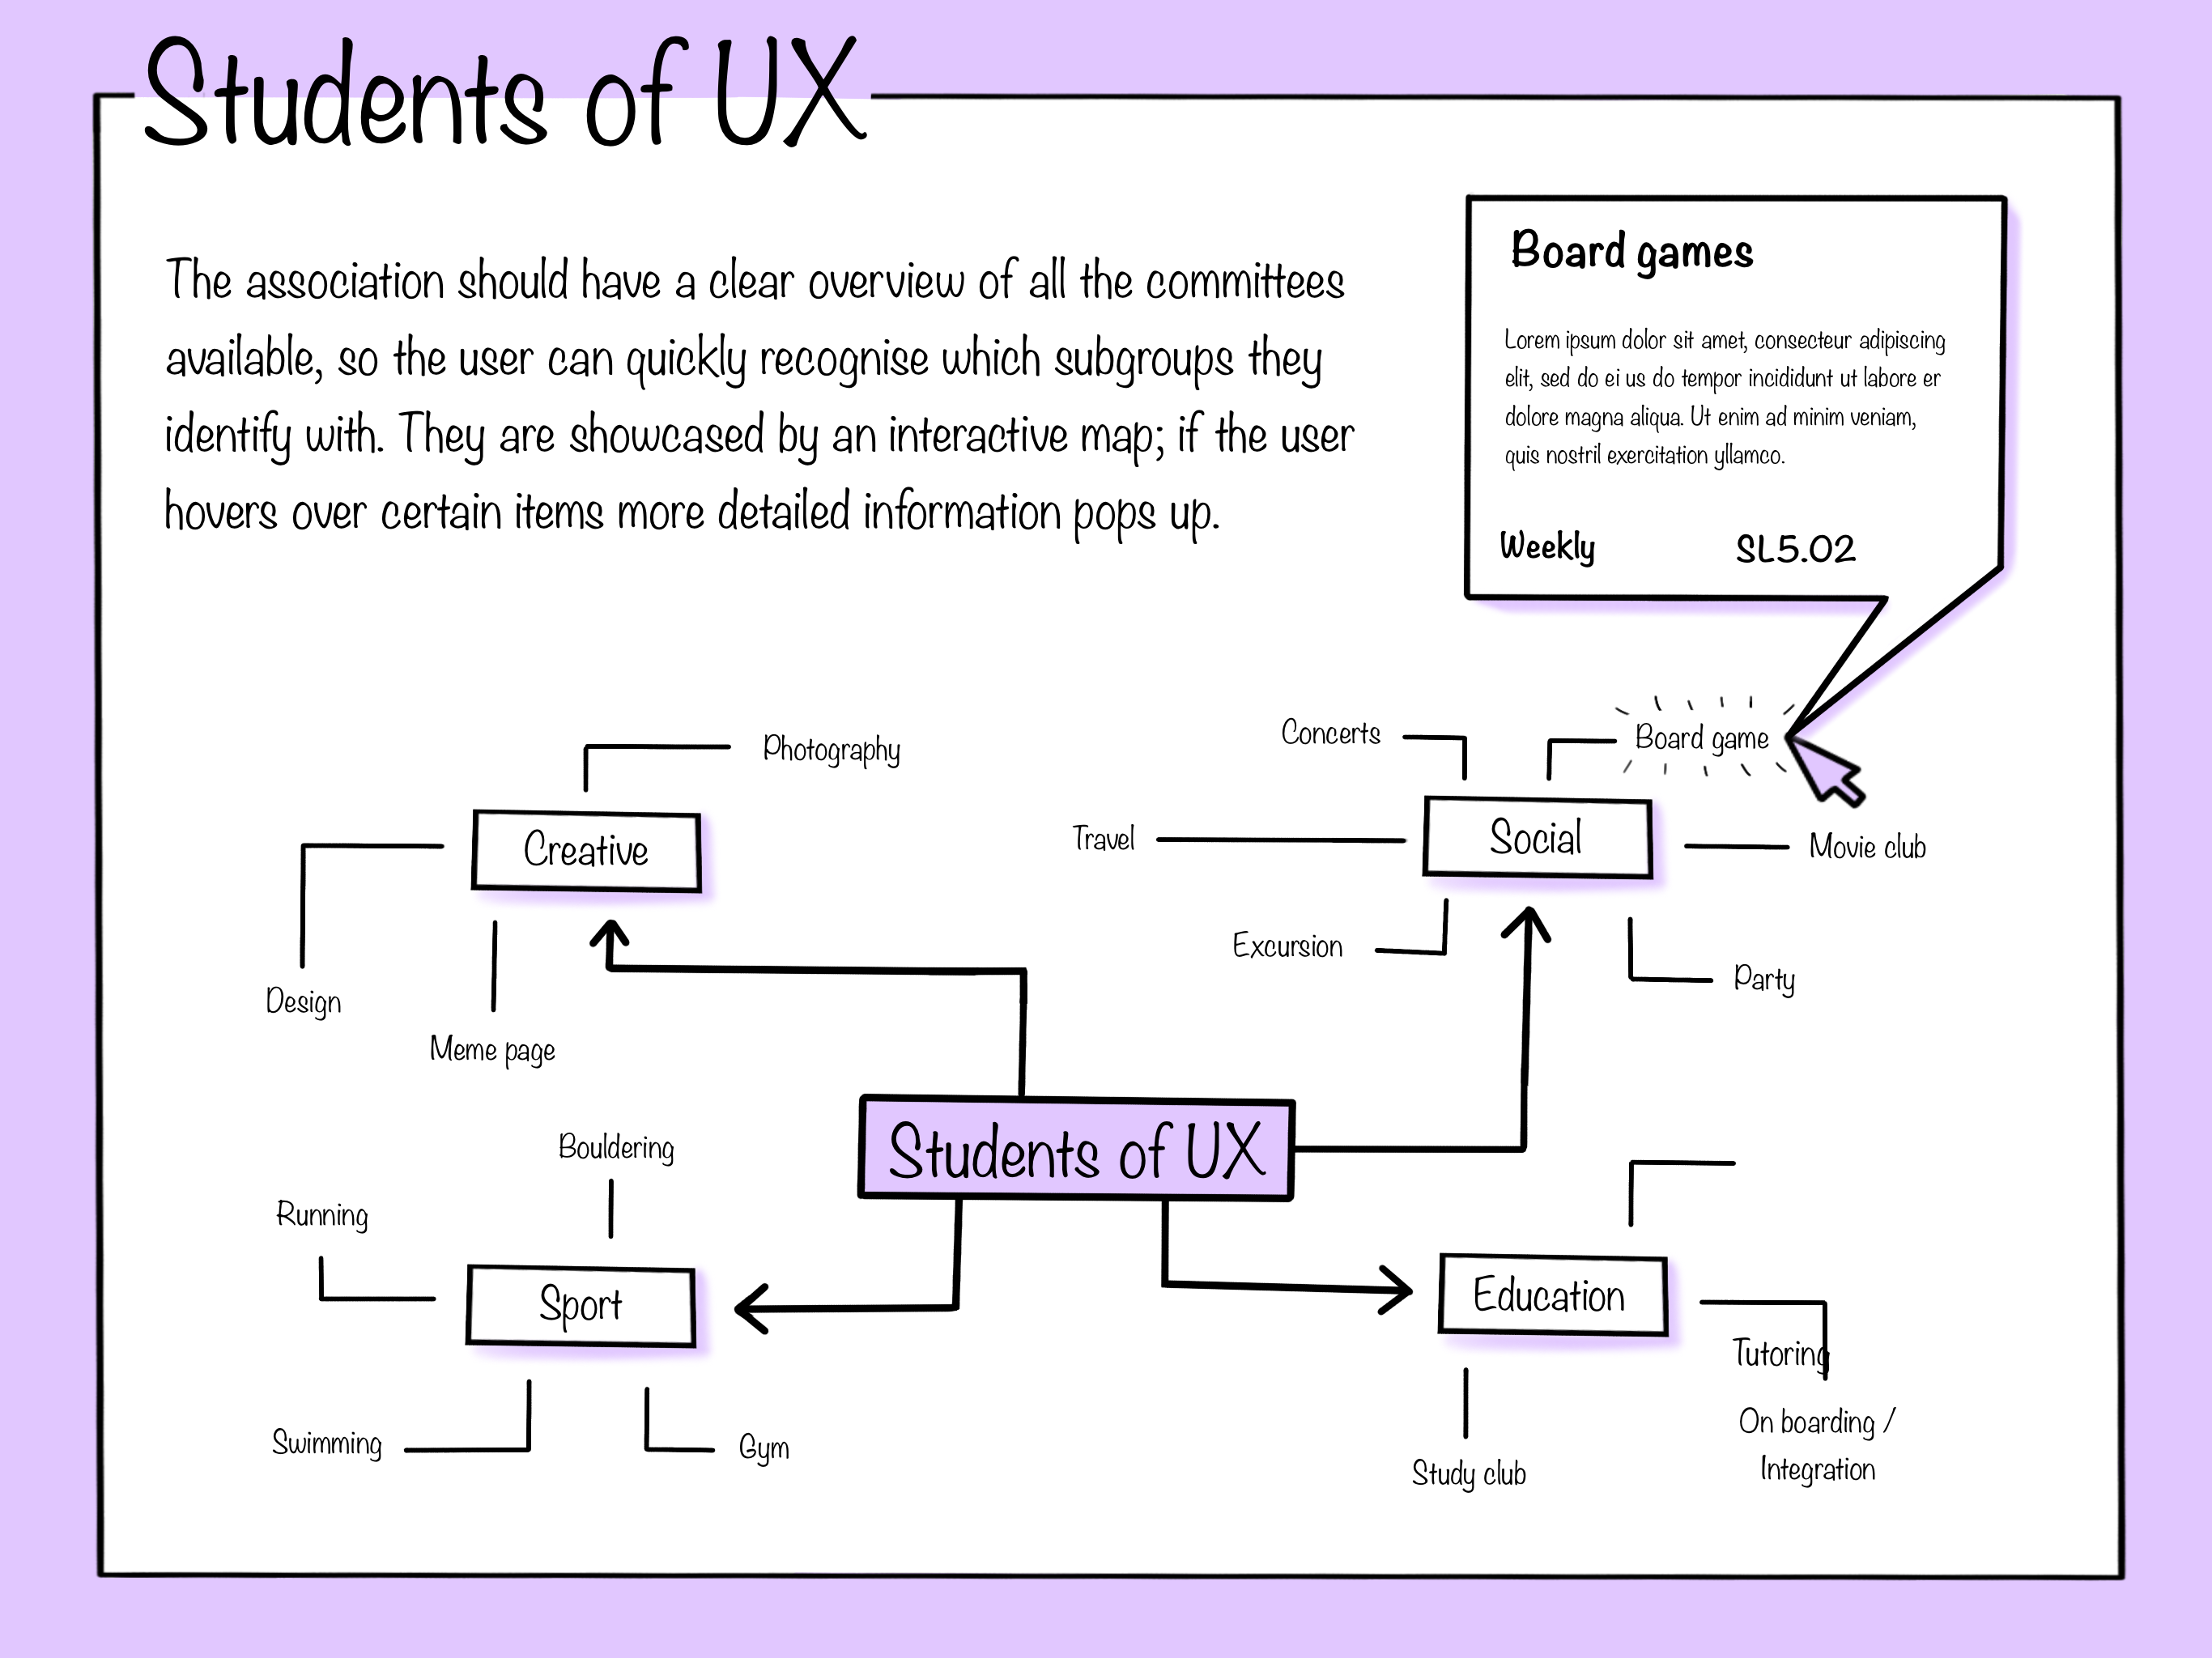 Students of UX
The association should have a clear overview of all the committees
available, so the user can quickly recognise which subgroups they
identify with. They are showcased by an interactive map; if the user
hovers over certain items more detailed information pops up.
Board games
Lorem ipsum dolor sit amet, consecteur adipiscing
elit, sed do ei us do tempor incididunt ut labore er
dolore magna aliqua. Ut enim ad minim veniam,
quis nostril exercitation yllamco.
Weekly SL5.02
Photography
Creative
Design
Meme page
Concerts
Board game
Travel
Social
Movie club
Excursion
Party
Students of UX
Bouldering
Running
Sport
Swimming
Gym
Education
Tutoring
On boarding /
Integration
Study club